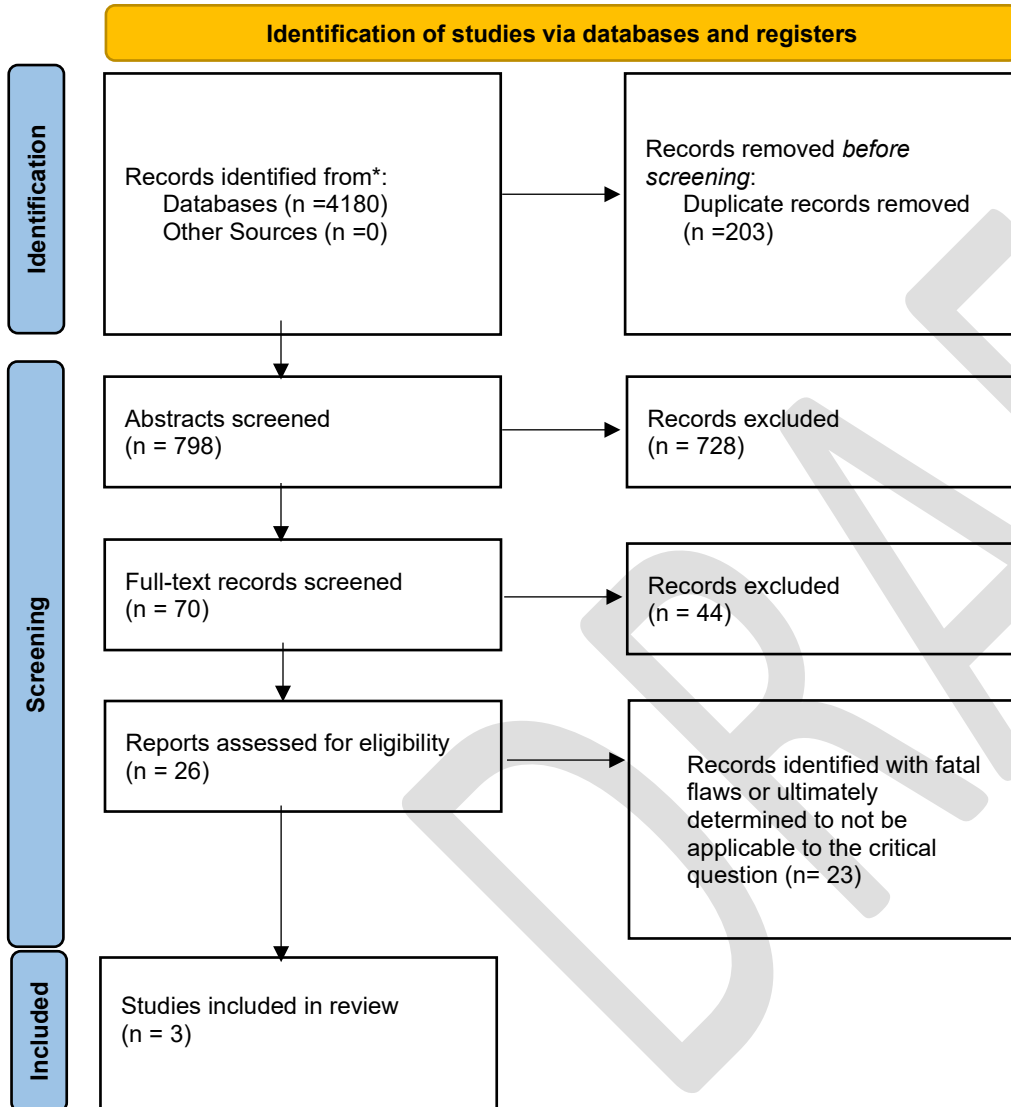 Identification of studies via databases and registers
Identification
Records identified from*:
Databases (n =4180)
Other Sources (n =0)
Records removed before
screening:
Duplicate records removed
(n =203)
Screening
Abstracts screened
(n = 798)
Records excluded
(n = 728)
Full-text records screened
(n = 70)
Records excluded
(n = 44)
Reports assessed for eligibility
(n = 26)
Records identified with fatal
flaws or ultimately
determined to not be
applicable to the critical
question (n= 23)
Included
Studies included in review
(n = 3)
DRAF